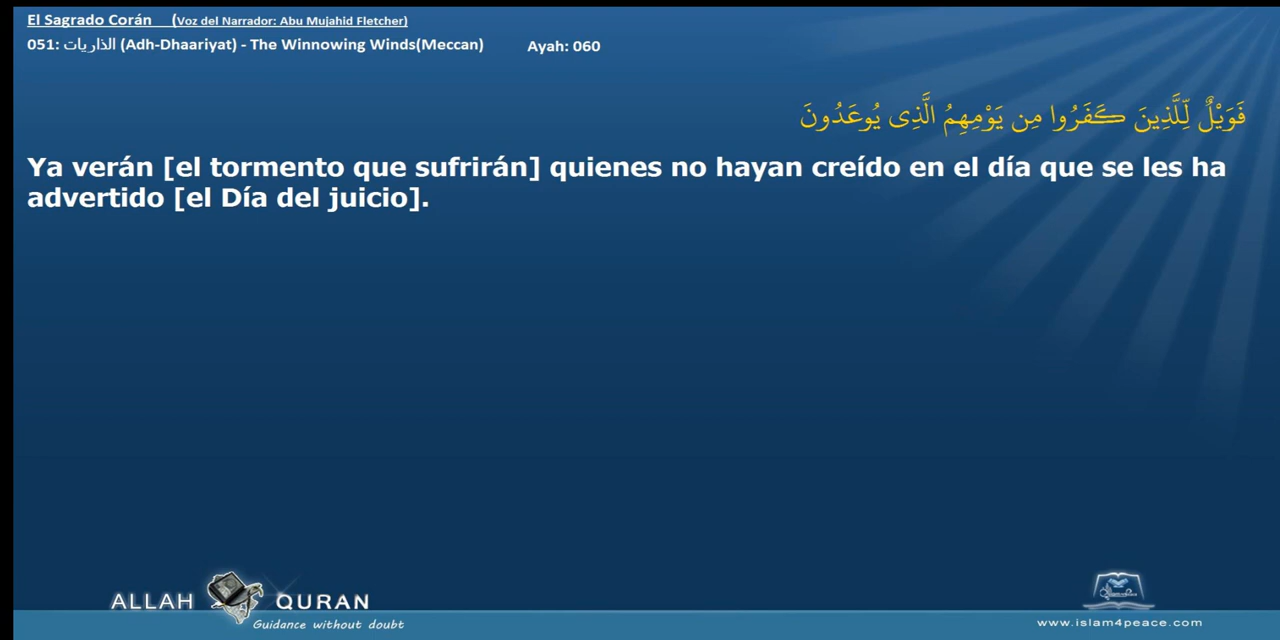 El Sagrado Corán (Voz del Narrador: Abu Mujahid Fletcher)
051: الذاريات (Adh-Dhaariyat) - The Winnowing Winds(Meccan) Ayah: 060
فَوَيْلٌ لِّلَّذِينَ كَفَرُوا مِن يَوْمِهِمُ الَّذِى يُوعَدُونَ
Ya verán [el tormento que sufrirán] quienes no hayan creído en el día que se les ha
advertido [el Día del juicio].
ALLAH QURAN
Guidance without doubt
www.islam4peace.com